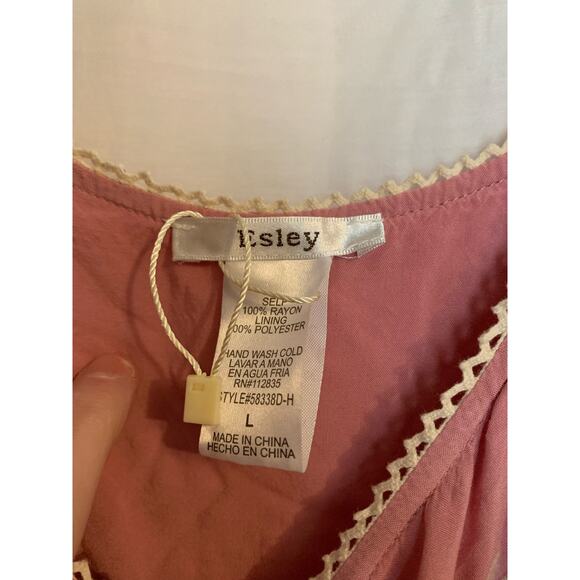 Esley
SELF
100% RAYON
LINING
100% POLYESTER
HAND WASH COLD
LAVAR A MANO
EN AGUA FRIA
RN#112835
STYLE#58338D-H
L
MADE IN CHINA
HECHO EN CHINA